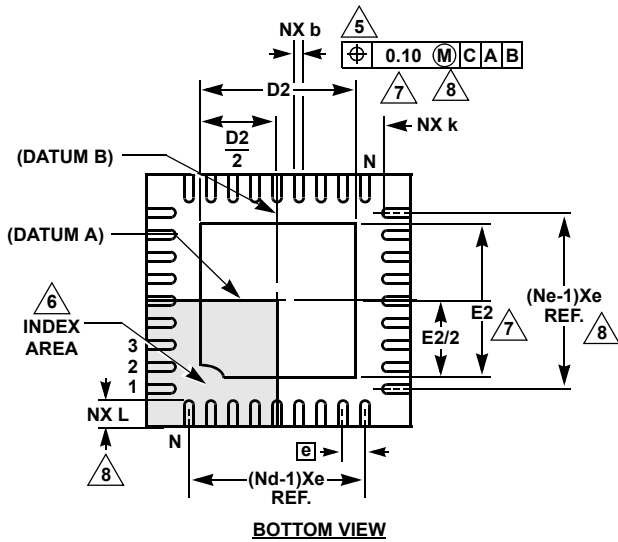 5
NX b
⌖ 0.10 Ⓜ C A B
D2
7
8
D2
2
NX k
(DATUM B)
N
(DATUM A)
6
INDEX
AREA
(Ne-1)Xe
REF.
8
E2
7
E2/2
3
2
1
NX L
N
8
e
(Nd-1)Xe
REF.
BOTTOM VIEW